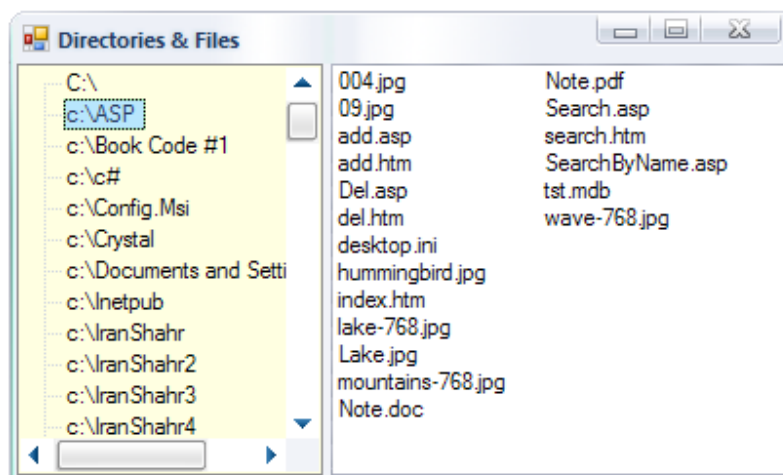 Directories & Files
C:\
c:\ASP
c:\Book Code #1
c:\c#
c:\Config.Msi
c:\Crystal
c:\Documents and Setti
c:\Inetpub
c:\IranShahr
c:\IranShahr2
c:\IranShahr3
c:\IranShahr4
004.jpg
09.jpg
add.asp
add.htm
Del.asp
del.htm
desktop.ini
hummingbird.jpg
index.htm
lake-768.jpg
Lake.jpg
mountains-768.jpg
Note.doc
Note.pdf
Search.asp
search.htm
SearchByName.asp
tst.mdb
wave-768.jpg